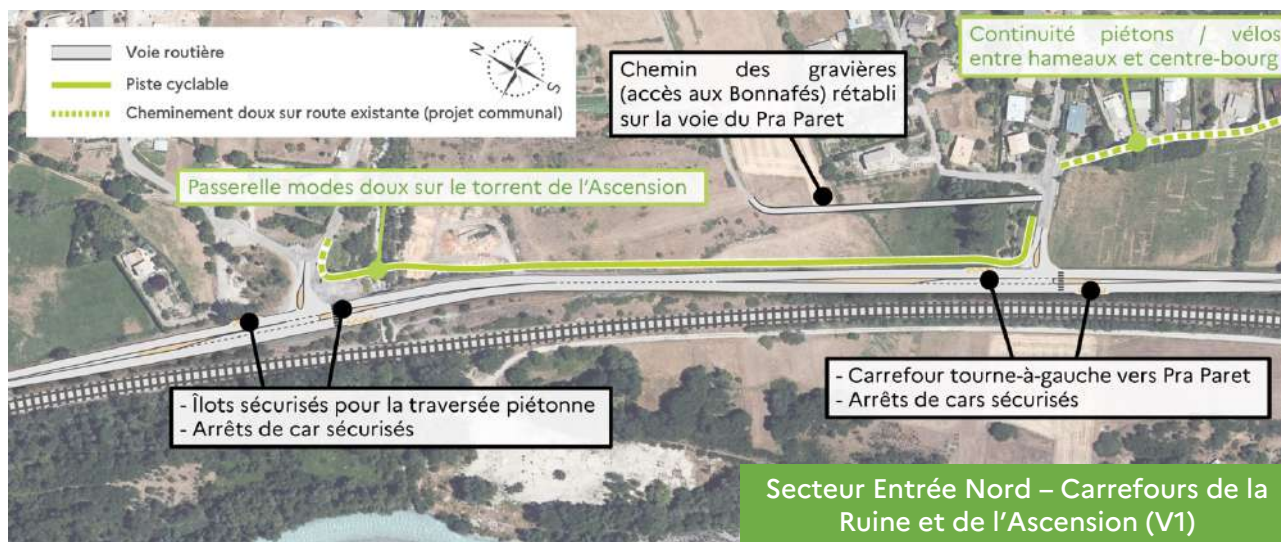 Voie routière
Piste cyclable
Cheminement doux sur route existante (projet communal)
N
S
Chemin des gravières
(accès aux Bonnafés) rétabli
sur la voie du Pra Paret
Continuité piétons / vélos
entre hameaux et centre-bourg
Passerelle modes doux sur le torrent de l'Ascension
- Îlots sécurisés pour la traversée piétonne
- Arrêts de car sécurisés
- Carrefour tourne-à-gauche vers Pra Paret
- Arrêts de cars sécurisés
Secteur Entrée Nord – Carrefours de la
Ruine et de l'Ascension (V1)